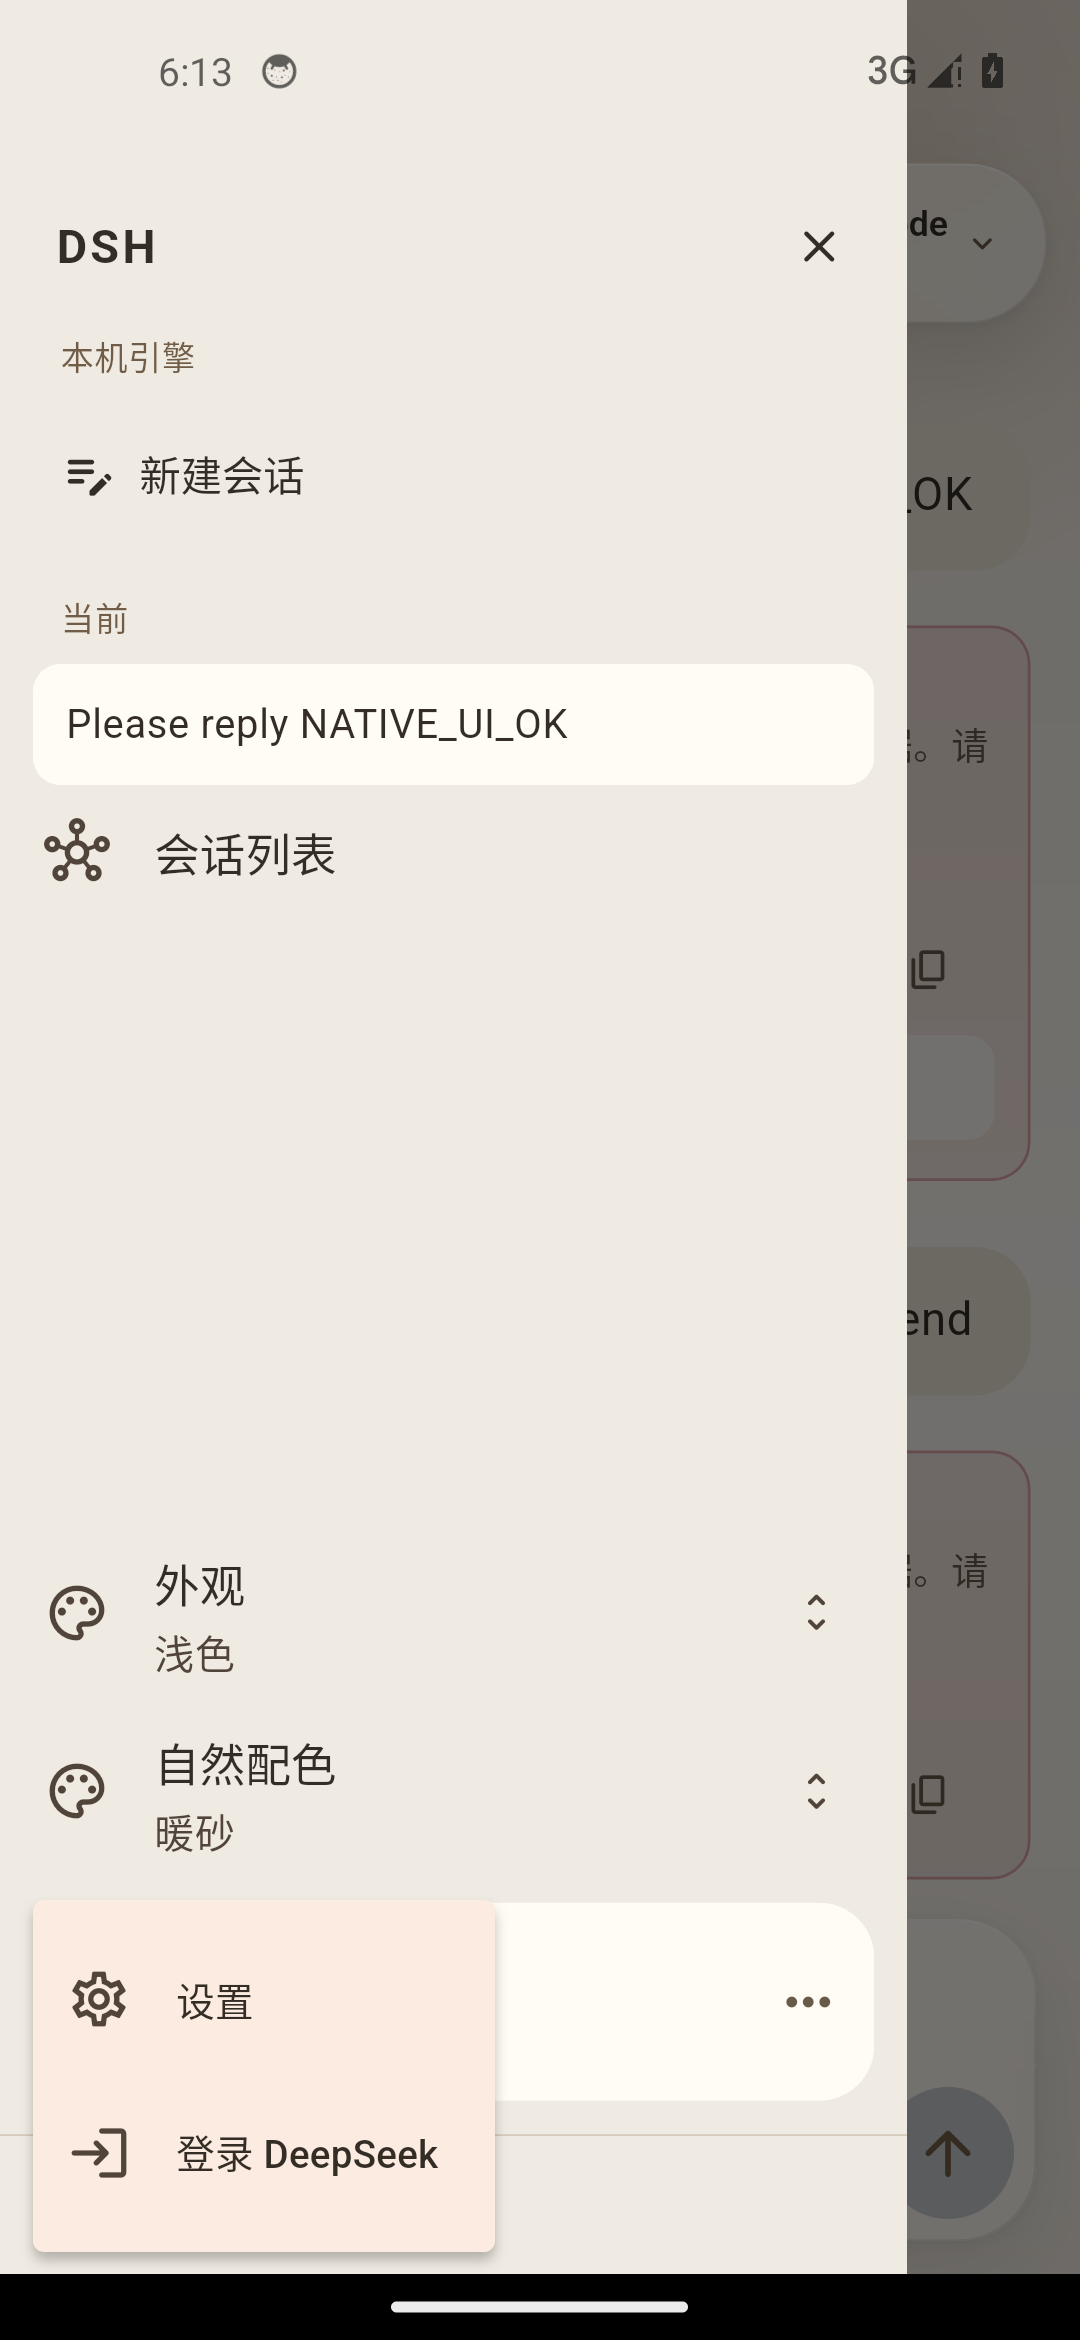 6:13
3G
DSH
de
本机引擎
新建会话
_OK
当前
Please reply NATIVE_UI_OK
。请
会话列表
end
。请
外观
浅色
自然配色
暖砂
设置
登录 DeepSeek